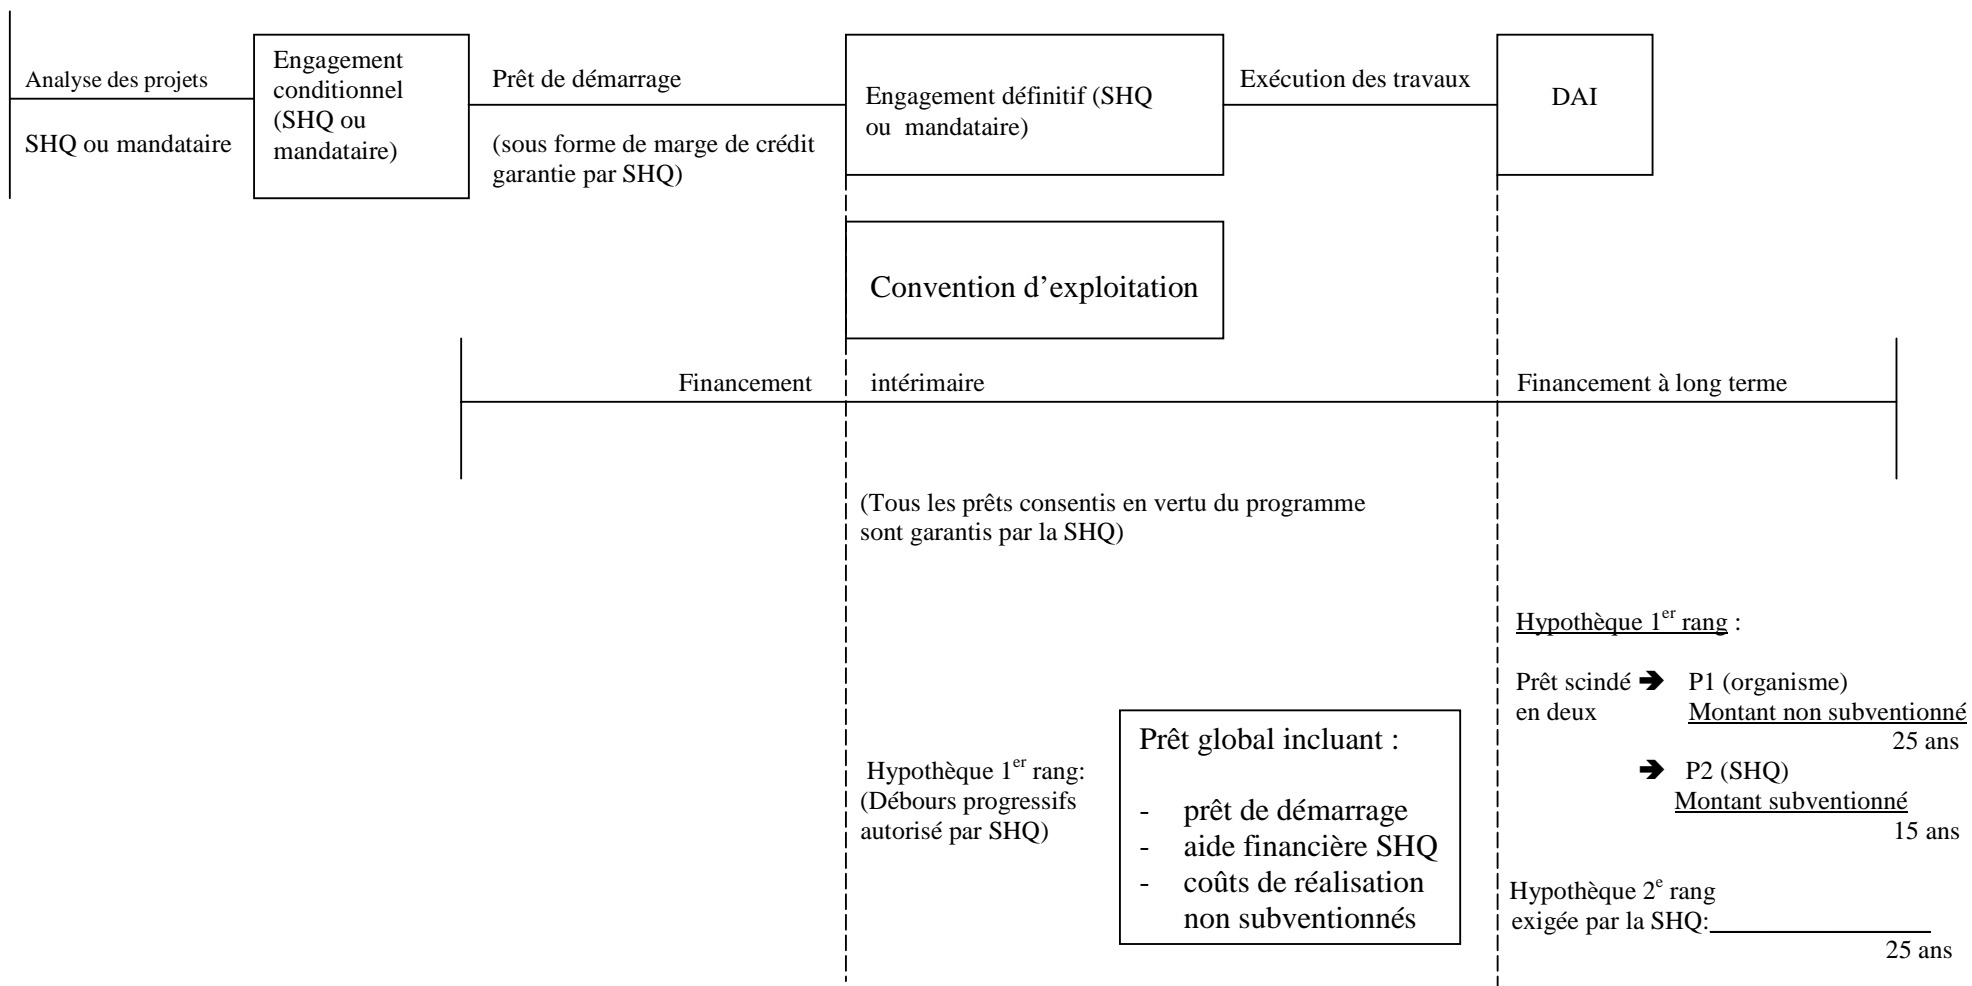 Analyse des projets
SHQ ou mandataire
Engagement
conditionnel
(SHQ ou
mandataire)
Prêt de démarrage
(sous forme de marge de crédit
garantie par SHQ)
Engagement définitif (SHQ
ou mandataire)
Exécution des travaux
DAI
Convention d’exploitation
Financement intérimaire
Financement à long terme
(Tous les prêts consentis en vertu du programme
sont garantis par la SHQ)
Hypothèque 1er rang:
(Débours progressifs
autorisé par SHQ)
Prêt global incluant :
- prêt de démarrage
- aide financière SHQ
- coûts de réalisation
non subventionnés
Hypothèque 1er rang :
Prêt scindé ➔ P1 (organisme)
en deux Montant non subventionné
25 ans
➔ P2 (SHQ)
Montant subventionné
15 ans
Hypothèque 2e rang
exigée par la SHQ:
25 ans